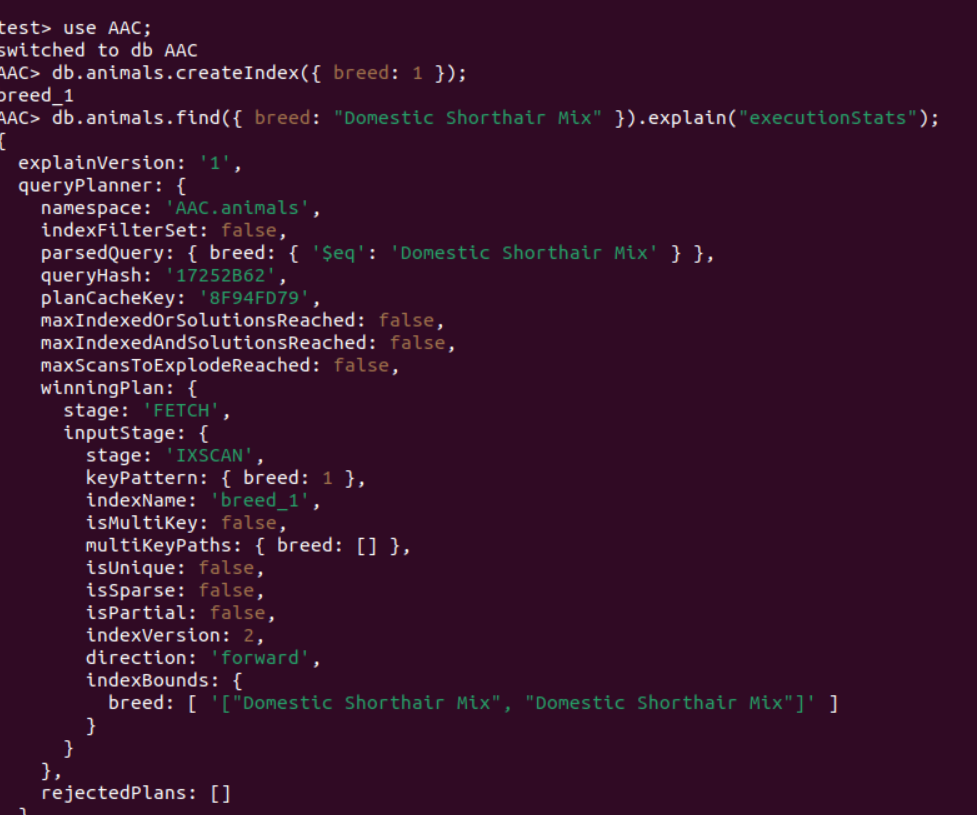 test> use AAC;
switched to db AAC
AAC> db.animals.createIndex({ breed: 1 });
breed_1
AAC> db.animals.find({ breed: "Domestic Shorthair Mix" }).explain("executionStats");
{
  explainVersion: '1',
  queryPlanner: {
    namespace: 'AAC.animals',
    indexFilterSet: false,
    parsedQuery: { breed: { '$eq': 'Domestic Shorthair Mix' } },
    queryHash: '17252B62',
    planCacheKey: '8F94FD79',
    maxIndexedOrSolutionsReached: false,
    maxIndexedAndSolutionsReached: false,
    maxScansToExplodeReached: false,
    winningPlan: {
      stage: 'FETCH',
      inputStage: {
        stage: 'IXSCAN',
        keyPattern: { breed: 1 },
        indexName: 'breed_1',
        isMultiKey: false,
        multiKeyPaths: { breed: [] },
        isUnique: false,
        isSparse: false,
        isPartial: false,
        indexVersion: 2,
        direction: 'forward',
        indexBounds: {
          breed: [ '["Domestic Shorthair Mix", "Domestic Shorthair Mix"]' ]
        }
      }
    },
    rejectedPlans: []
  }